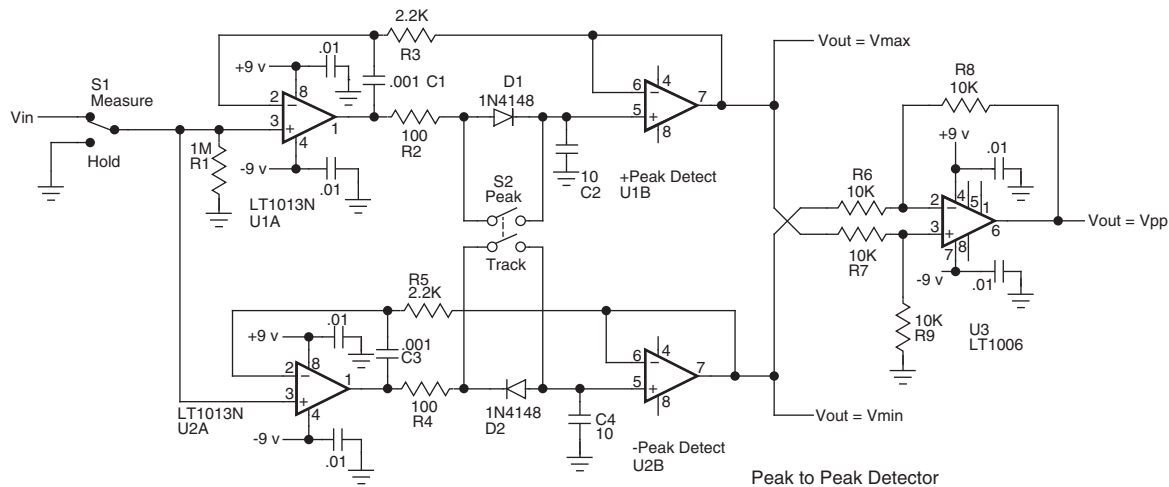 2.2K
R3
.01
+9 v
8
.001 C1
D1
1N4148
S1
Measure
Vin
Hold
2
3
1
4
1M
R1
-9 v
.01
LT1013N
U1A
100
R2
6
5
4
7
8
10
C2
+Peak Detect
U1B
S2
Peak
Track
Vout = Vmax
R8
10K
+9 v
.01
R6
10K
10K
R7
2
3
4
5
1
6
7
8
-9 v
.01
Vout = Vpp
10K
R9
U3
LT1006
R5
2.2K
.01
+9 v
8
.001
C3
2
3
1
4
LT1013N
U2A
-9 v
.01
100
R4
1N4148
D2
6
5
4
7
8
C4
10
-Peak Detect
U2B
Vout = Vmin
Peak to Peak Detector